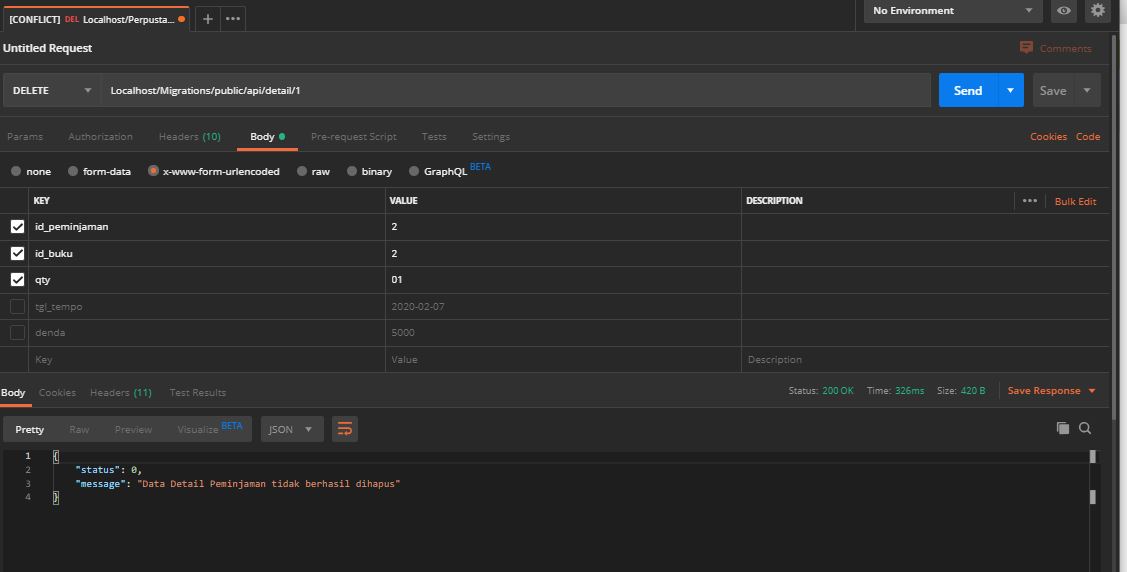 [CONFLICT] DEL Localhost/Perpusta...
No Environment
Untitled Request
Comments
DELETE Localhost/Migrations/public/api/detail/1 Send Save
Params Authorization Headers (10) Body Pre-request Script Tests Settings Cookies Code
none form-data x-www-form-urlencoded raw binary GraphQL BETA
KEY VALUE DESCRIPTION ••• Bulk Edit
id_peminjaman 2
id_buku 2
qty 01
tgl_tempo 2020-02-07
denda 5000
Key Value Description
Body Cookies Headers (11) Test Results Status: 200 OK Time: 326ms Size: 420 B Save Response
Pretty Raw Preview Visualize BETA JSON
1 {
2 "status": 0,
3 "message": "Data Detail Peminjaman tidak berhasil dihapus"
4 }